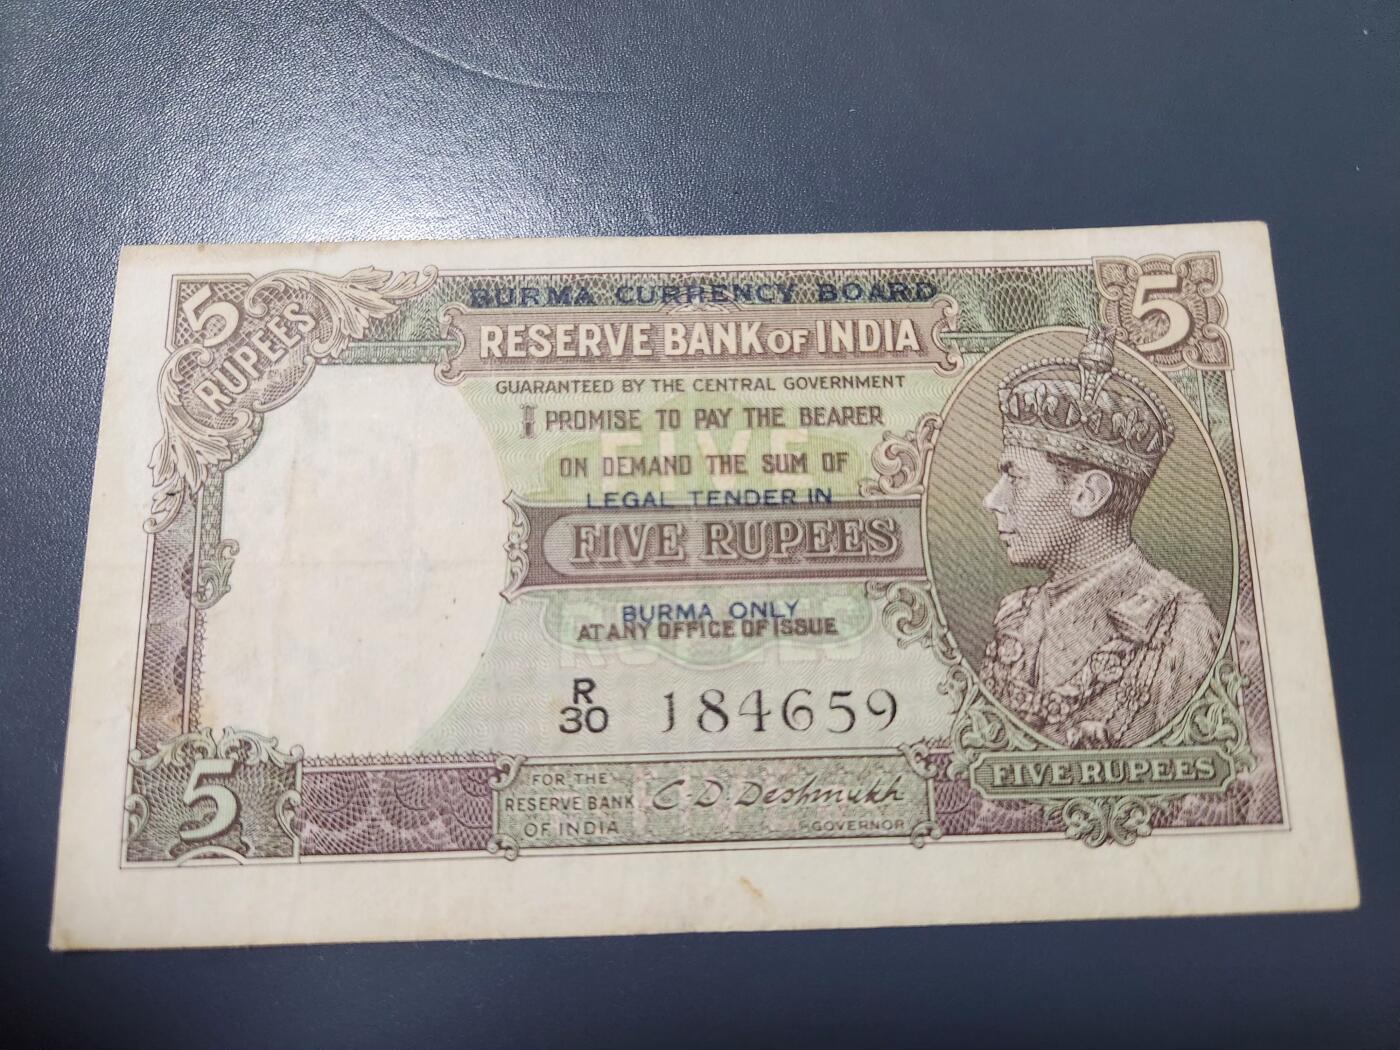 BURMA CURRENCY BOARD
5 RUPEES
5
RESERVE BANK OF INDIA
GUARANTEED BY THE CENTRAL GOVERNMENT
I PROMISE TO PAY THE BEARER
FIVE
ON DEMAND THE SUM OF
LEGAL TENDER IN
FIVE RUPEES
BURMA ONLY
AT ANY OFFICE OF ISSUE
RUPEES
R
30 184659
5
FOR THE
RESERVE BANK
OF INDIA
C. D. Deshmukh
GOVERNOR
FIVE RUPEES